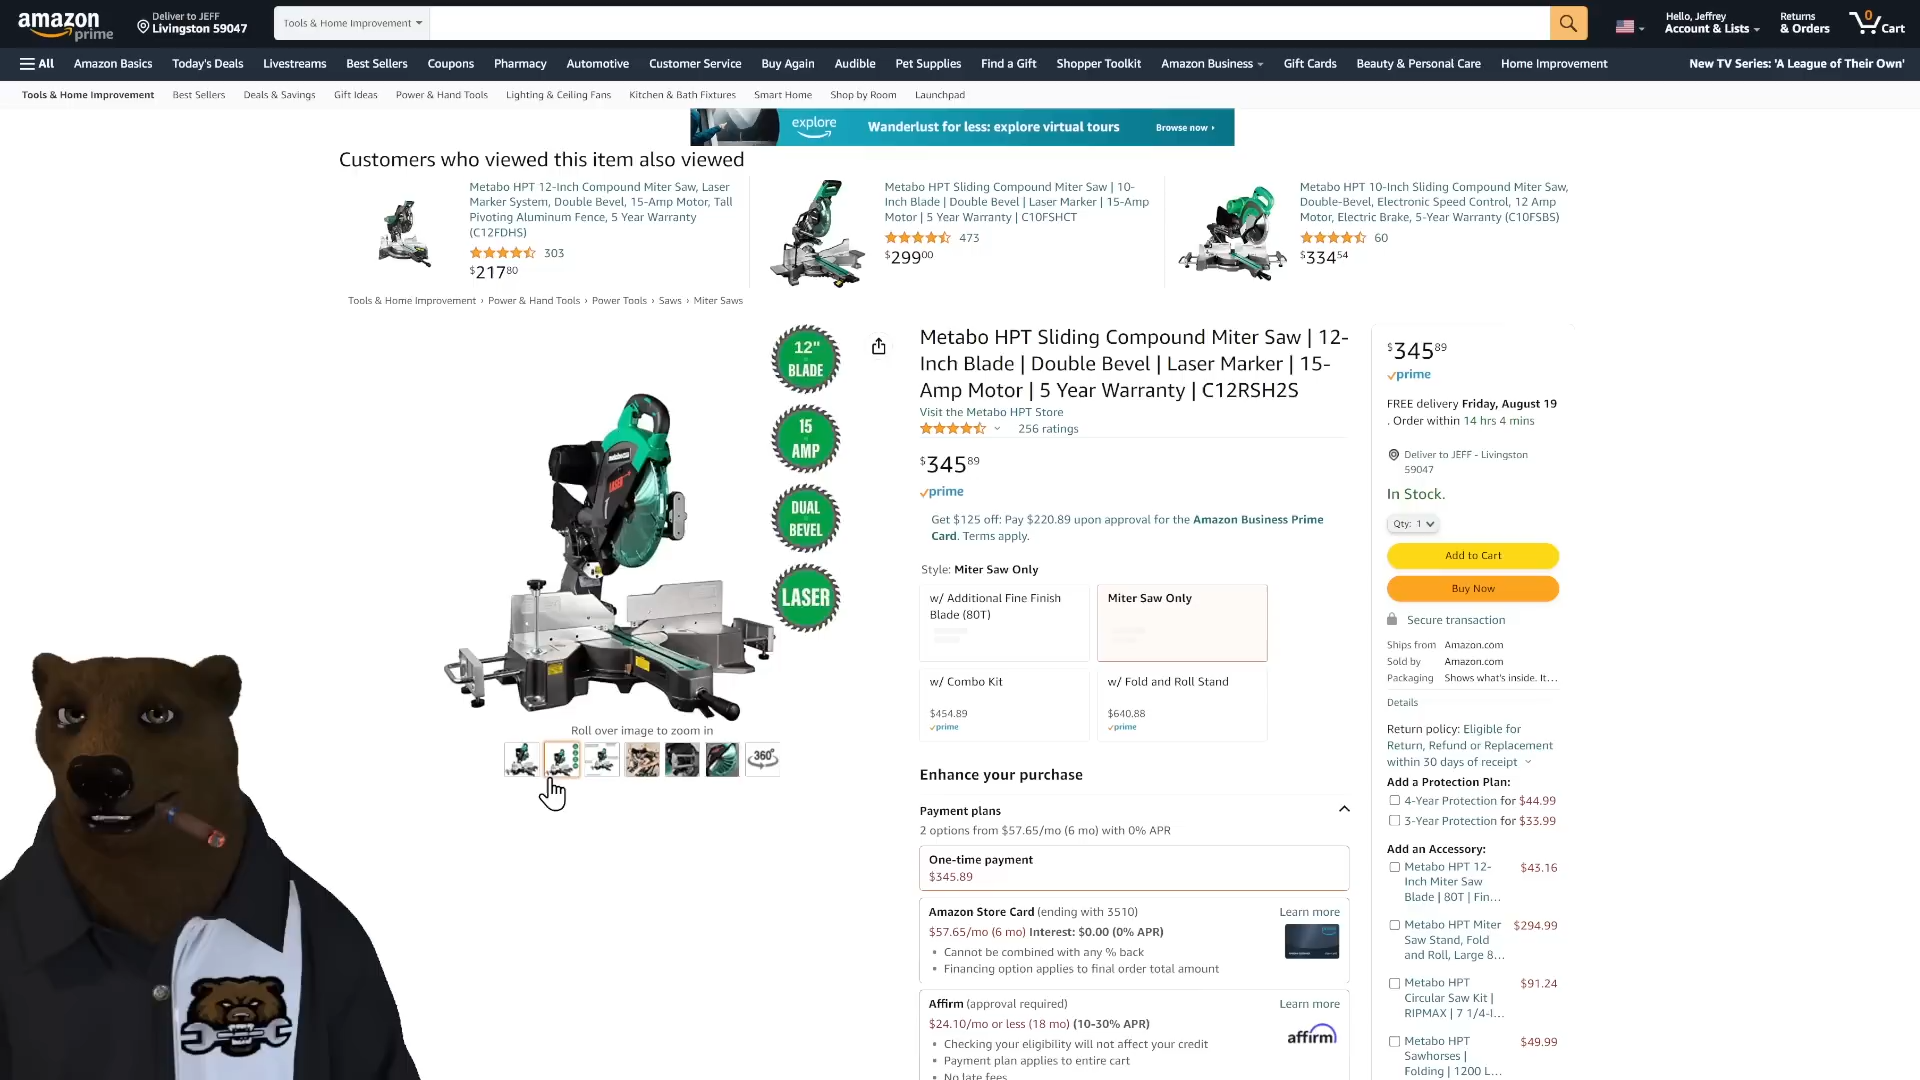 amazon
prime
Deliver to JEFF
Livingston 59047
Tools & Home Improvement
Hello, Jeffrey
Account & Lists
Returns
& Orders
0
Cart
All
Amazon Basics
Today's Deals
Livestreams
Best Sellers
Coupons
Pharmacy
Automotive
Customer Service
Buy Again
Audible
Pet Supplies
Find a Gift
Shopper Toolkit
Amazon Business
Gift Cards
Beauty & Personal Care
Home Improvement
New TV Series: 'A League of Their Own'
Tools & Home Improvement
Best Sellers
Deals & Savings
Gift Ideas
Power & Hand Tools
Lighting & Ceiling Fans
Kitchen & Bath Fixtures
Smart Home
Shop by Room
Launchpad
explore
Wanderlust for less: explore virtual tours
Browse now ›
Customers who viewed this item also viewed
Metabo HPT 12-Inch Compound Miter Saw, Laser
Marker System, Double Bevel, 15-Amp Motor, Tall
Pivoting Aluminum Fence, 5 Year Warranty
(C12FDHS)
303
$217 80
Metabo HPT Sliding Compound Miter Saw | 10-
Inch Blade | Double Bevel | Laser Marker | 15-Amp
Motor | 5 Year Warranty | C10FSHCT
473
$299 00
Metabo HPT 10-Inch Sliding Compound Miter Saw,
Double-Bevel, Electronic Speed Control, 12 Amp
Motor, Electric Brake, 5-Year Warranty (C10FSBS)
60
$334 54
Tools & Home Improvement › Power & Hand Tools › Power Tools › Saws › Miter Saws
12"
BLADE
15
AMP
DUAL
BEVEL
LASER
LASER
Roll over image to zoom in
360°
Metabo HPT Sliding Compound Miter Saw | 12-
Inch Blade | Double Bevel | Laser Marker | 15-
Amp Motor | 5 Year Warranty | C12RSH2S
Visit the Metabo HPT Store
256 ratings
$345 89
prime
Get $125 off: Pay $220.89 upon approval for the Amazon Business Prime
Card. Terms apply.
Style: Miter Saw Only
w/ Additional Fine Finish
Blade (80T)
Miter Saw Only
w/ Combo Kit
$454.89
prime
w/ Fold and Roll Stand
$640.88
prime
Enhance your purchase
Payment plans
2 options from $57.65/mo (6 mo) with 0% APR
One-time payment
$345.89
Amazon Store Card (ending with 3510)
Learn more
$57.65/mo (6 mo) Interest: $0.00 (0% APR)
• Cannot be combined with any % back
• Financing option applies to final order total amount
Affirm (approval required)
Learn more
$24.10/mo or less (18 mo) (10-30% APR)
affirm
• Checking your eligibility will not affect your credit
• Payment plan applies to entire cart
• No late fees
$345 89
prime
FREE delivery Friday, August 19
. Order within 14 hrs 4 mins
Deliver to JEFF - Livingston
59047
In Stock.
Qty: 1
Add to Cart
Buy Now
Secure transaction
Ships from Amazon.com
Sold by Amazon.com
Packaging Shows what's inside. It…
Details
Return policy: Eligible for
Return, Refund or Replacement
within 30 days of receipt
Add a Protection Plan:
4-Year Protection for $44.99
3-Year Protection for $33.99
Add an Accessory:
Metabo HPT 12-
Inch Miter Saw
Blade | 80T | Fin…
$43.16
Metabo HPT Miter
Saw Stand, Fold
and Roll, Large 8…
$294.99
Metabo HPT
Circular Saw Kit |
RIPMAX | 7 1/4-I…
$91.24
Metabo HPT
Sawhorses |
Folding | 1200 L…
$49.99